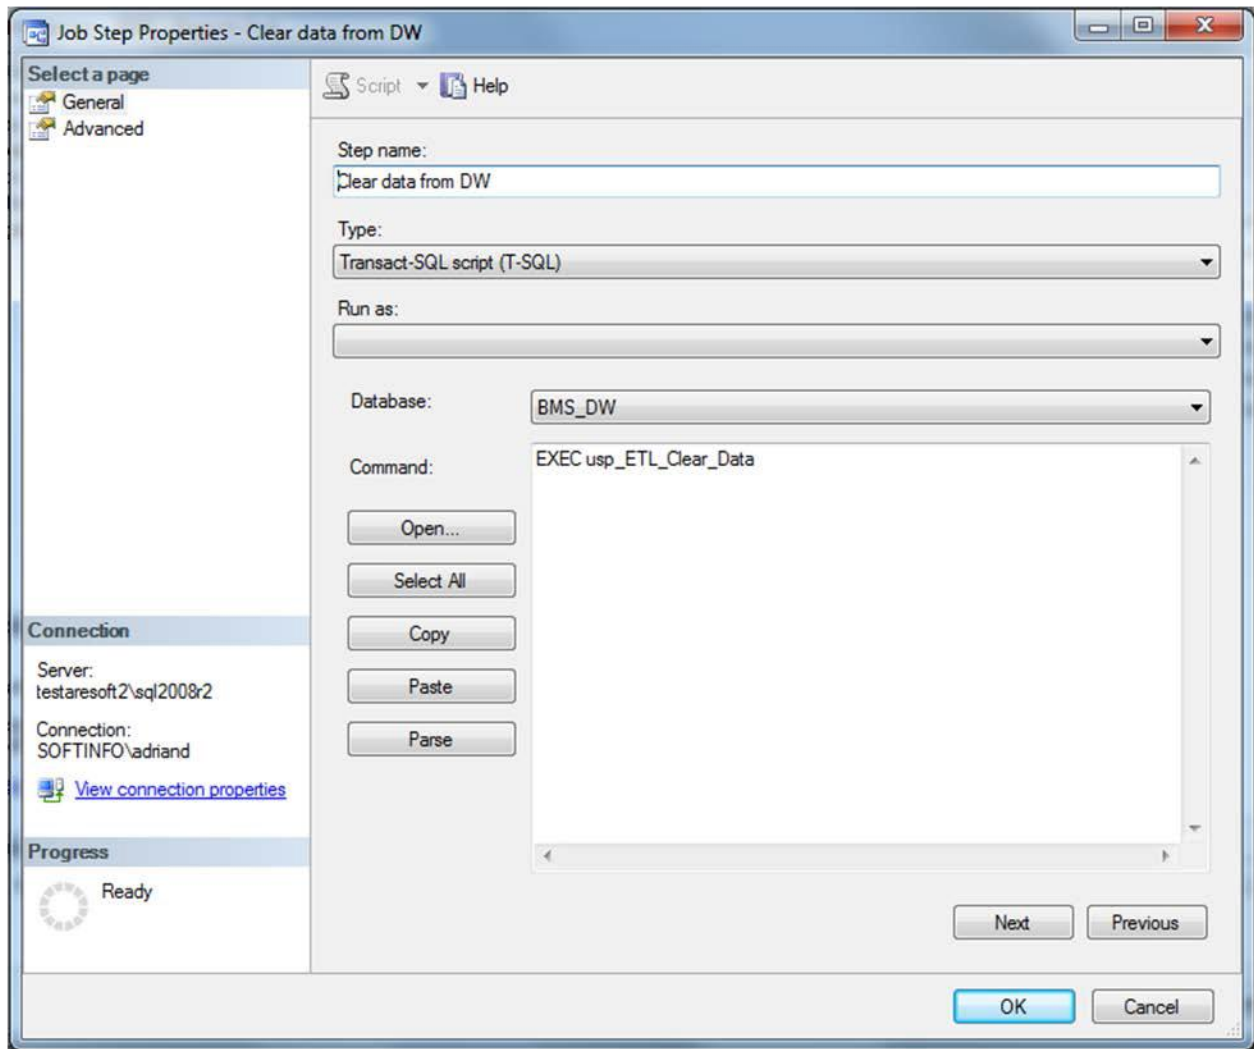 Job Step Properties - Clear data from DW
Select a page
General
Advanced
Script
Help
Step name:
Clear data from DW
Type:
Transact-SQL script (T-SQL)
Run as:
Database:
BMS_DW
Command:
EXEC usp_ETL_Clear_Data
Open...
Select All
Copy
Paste
Parse
Connection
Server:
testaresoft2\sql2008r2
Connection:
SOFTINFO\adriand
View connection properties
Progress
Ready
Next
Previous
OK
Cancel